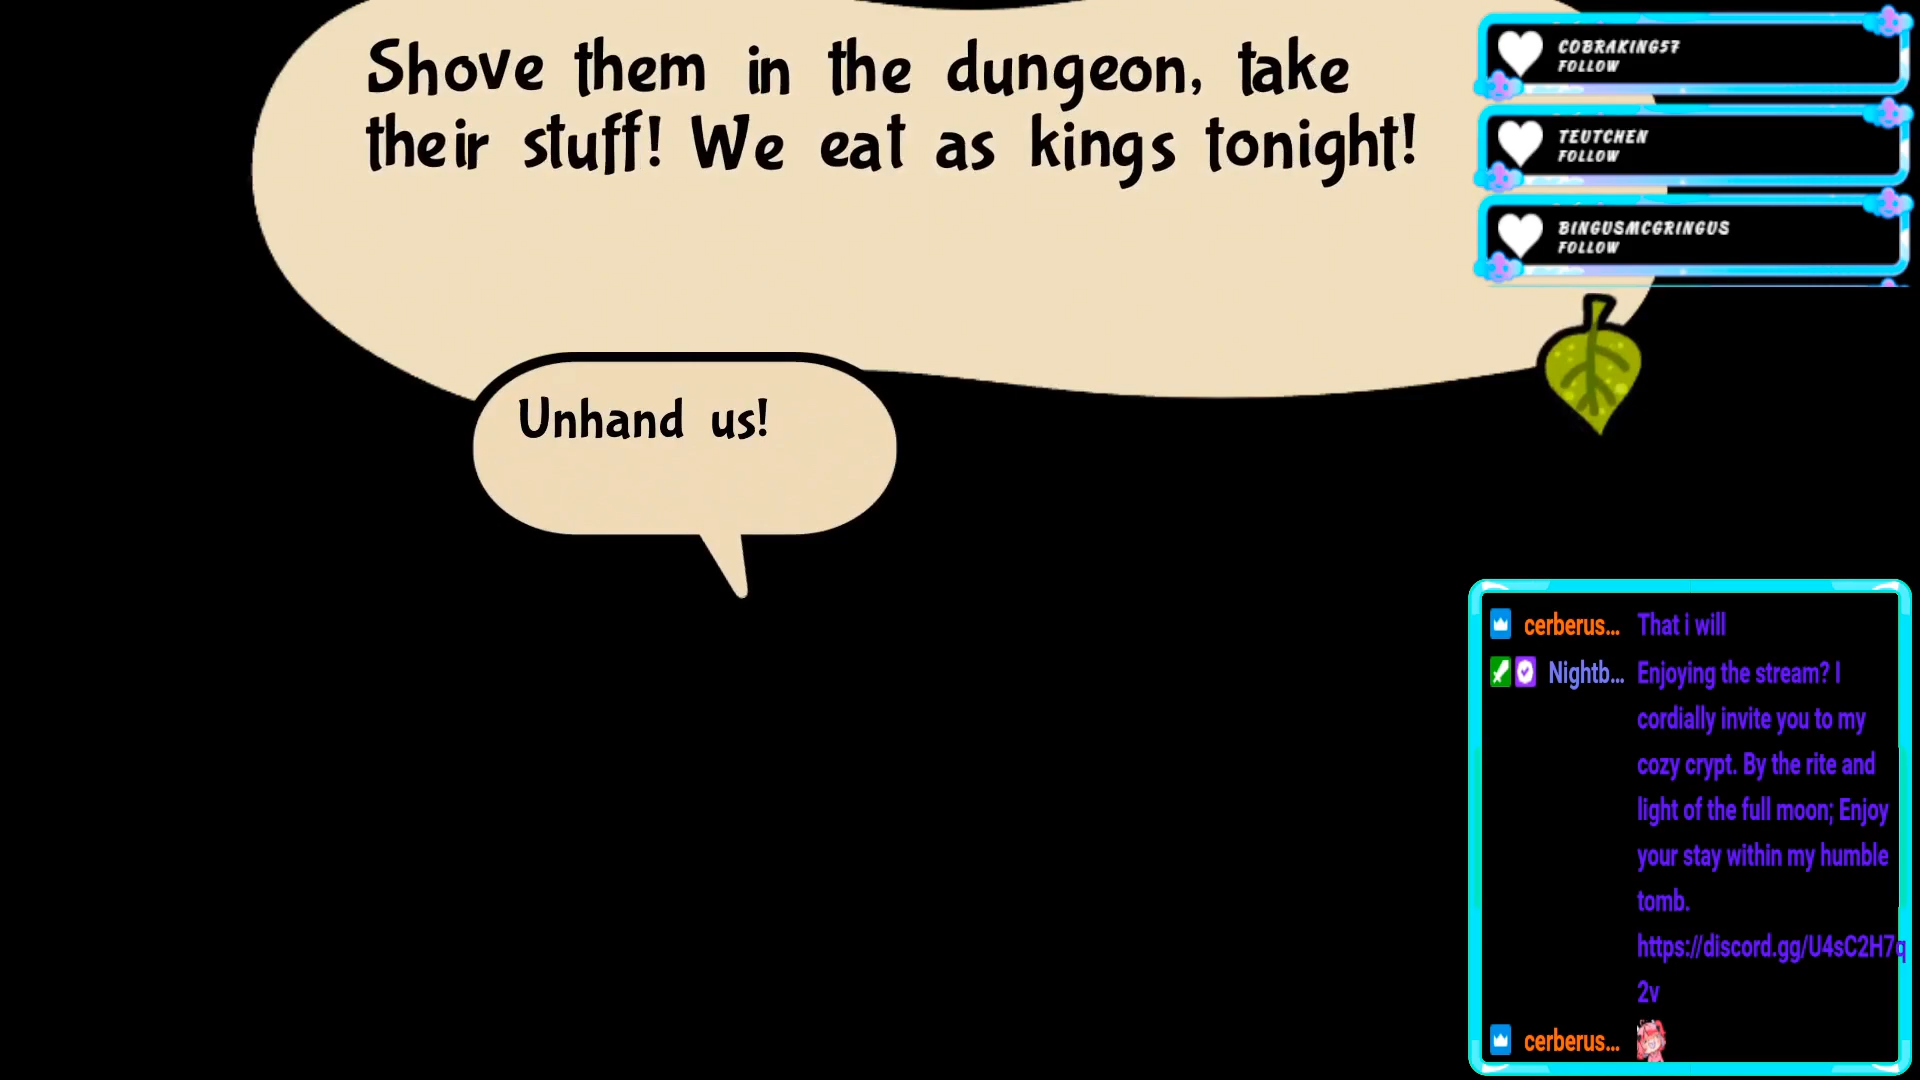 Shove them in the dungeon, take
their stuff! We eat as kings tonight!
Unhand us!
COBRAKING57
FOLLOW
TEUTCHEN
FOLLOW
BINGUSMCGRINGUS
FOLLOW
cerberus... That i will
Nightb... Enjoying the stream? I
cordially invite you to my
cozy crypt. By the rite and
light of the full moon; Enjoy
your stay within my humble
tomb.
https://discord.gg/U4sC2H7q
2v
cerberus...